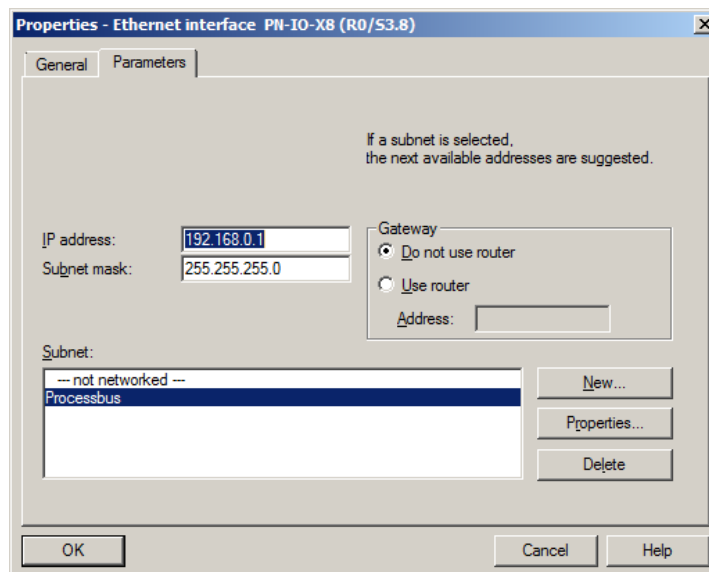 Properties - Ethernet interface PN-IO-X8 (R0/S3.8)
General
Parameters
If a subnet is selected,
the next available addresses are suggested.
IP address:
192.168.0.1
Subnet mask:
255.255.255.0
Gateway
Do not use router
Use router
Address:
Subnet:
--- not networked ---
Processbus
New...
Properties...
Delete
OK
Cancel
Help